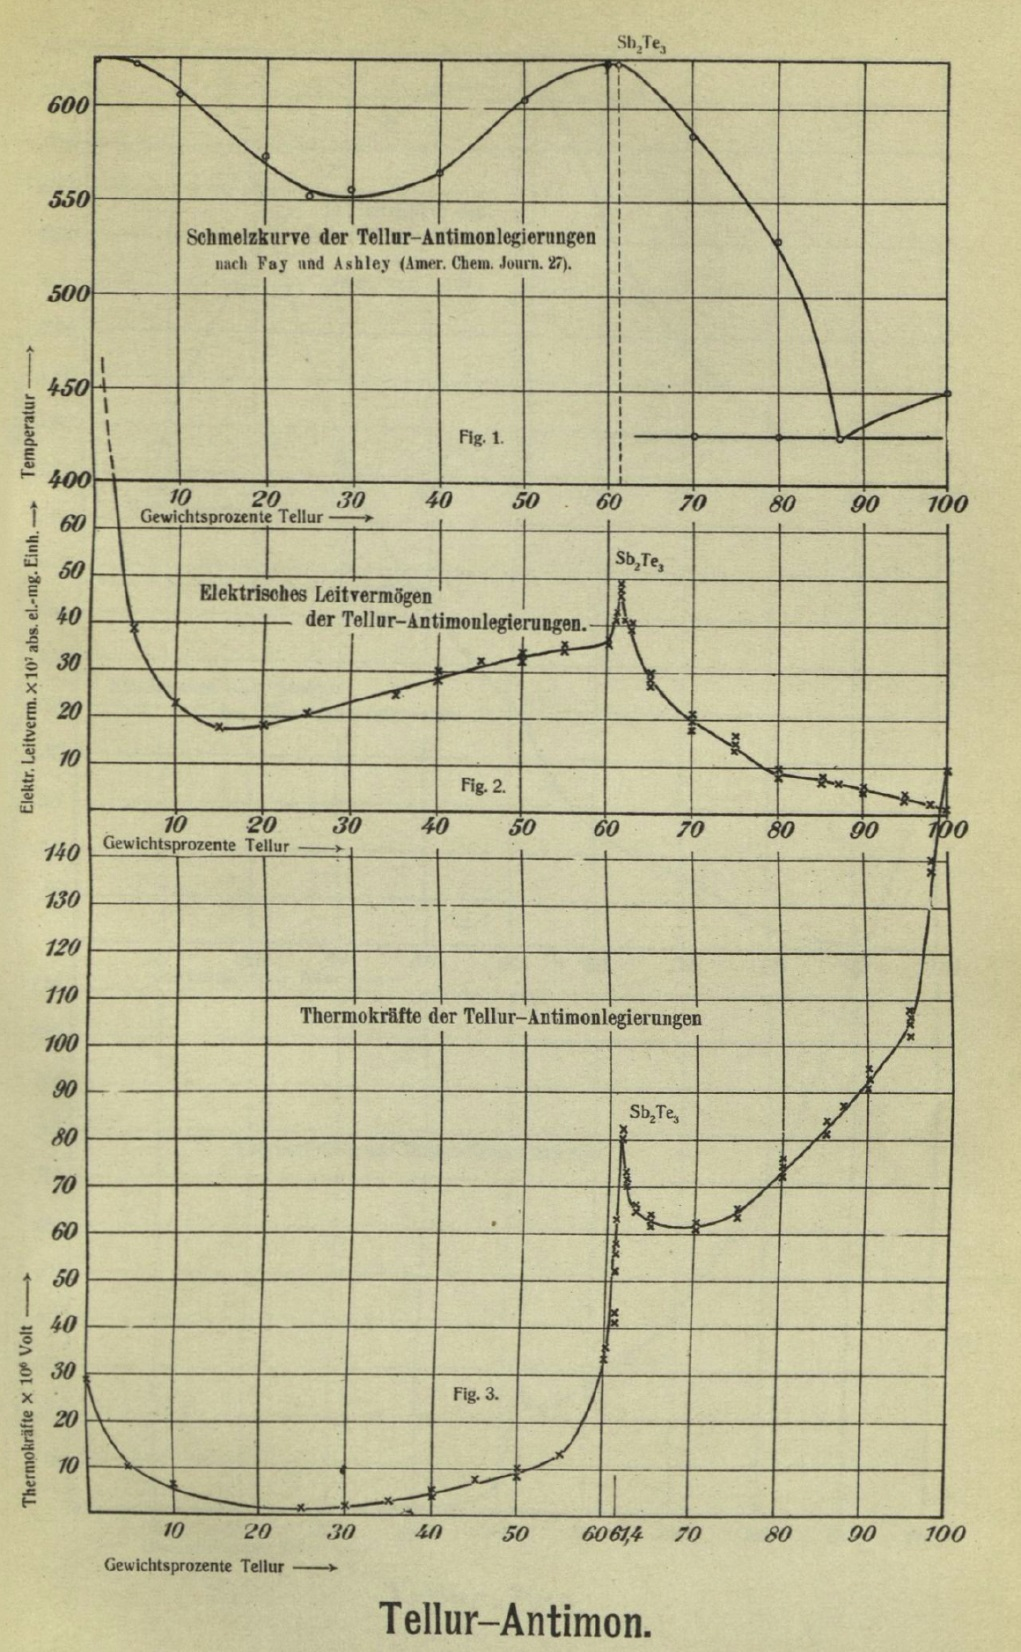 Sb₂Te₃
600
550
Schmelzkurve der Tellur–Antimonlegierungen
nach Fay und Ashley (Amer. Chem. Journ. 27).
500
450
Temperatur →
Fig. 1.
400
10 20 30 40 50 60 70 80 90 100
Gewichtsprozente Tellur →
60
Sb₂Te₃
50
Elektrisches Leitvermögen
40
der Tellur–Antimonlegierungen.
30
20
10
Elektr. Leitverm. × 10⁷ abs. el.-mg. Einh. →
Fig. 2.
10 20 30 40 50 60 70 80 90 100
Gewichtsprozente Tellur →
140
130
120
110
Thermokräfte der Tellur–Antimonlegierungen
100
90
Sb₂Te₃
80
70
60
50
40
30
Fig. 3.
20
10
Thermokräfte × 10⁶ Volt →
10 20 30 40 50 60 61,4 70 80 90 100
Gewichtsprozente Tellur →
Tellur–Antimon.